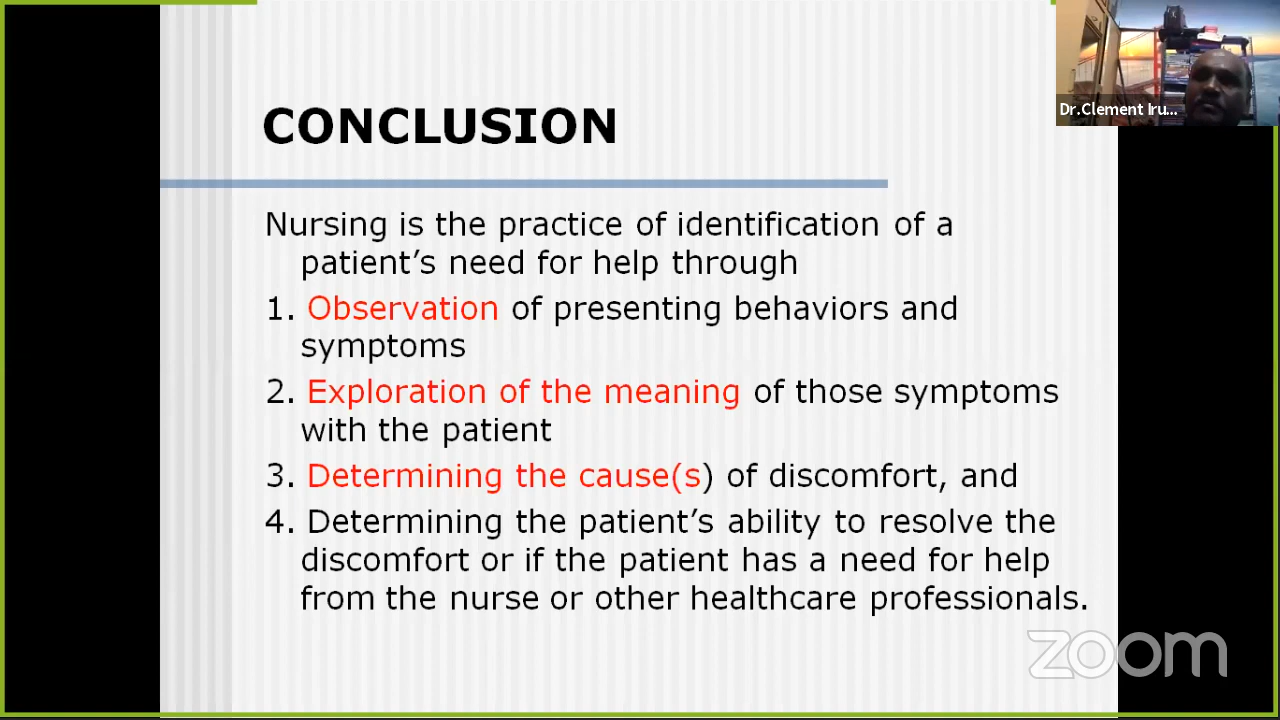 Dr.Clement Iru...
CONCLUSION
Nursing is the practice of identification of a
patient’s need for help through
1. Observation of presenting behaviors and
symptoms
2. Exploration of the meaning of those symptoms
with the patient
3. Determining the cause(s) of discomfort, and
4. Determining the patient’s ability to resolve the
discomfort or if the patient has a need for help
from the nurse or other healthcare professionals.
zoom